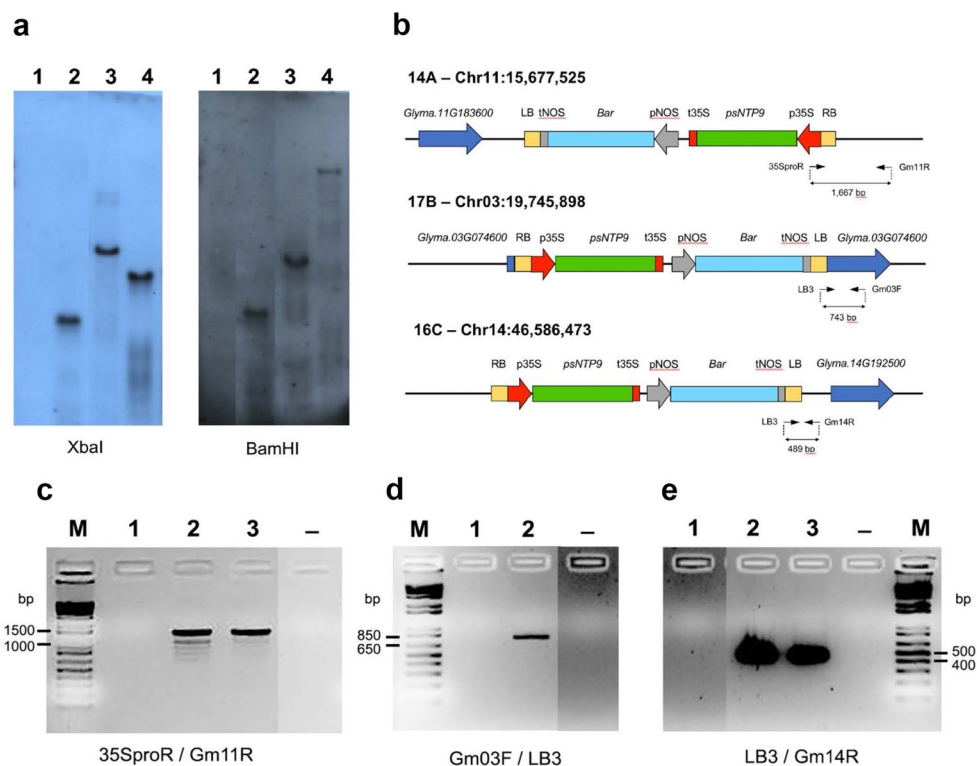 a
1 2 3 4
1 2 3 4
XbaI
BamHI
b
14A – Chr11:15,677,525
Glyma.11G183600 LB tNOS Bar pNOS t35S psNTP9 p35S RB
35SproR Gm11R
1,667 bp
17B – Chr03:19,745,898
Glyma.03G074600 RB p35S psNTP9 t35S pNOS Bar tNOS LB Glyma.03G074600
LB3 Gm03F
743 bp
16C – Chr14:46,586,473
RB p35S psNTP9 t35S pNOS Bar tNOS LB Glyma.14G192500
LB3 Gm14R
489 bp
c
M 1 2 3 –
bp
1500
1000
35SproR / Gm11R
d
M 1 2 –
bp
850
650
Gm03F / LB3
e
1 2 3 – M
bp
500
400
LB3 / Gm14R